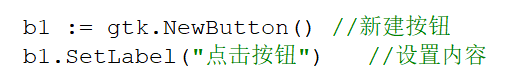 b1 := gtk.NewButton() //新建按钮
b1.SetLabel("点击按钮")   //设置内容